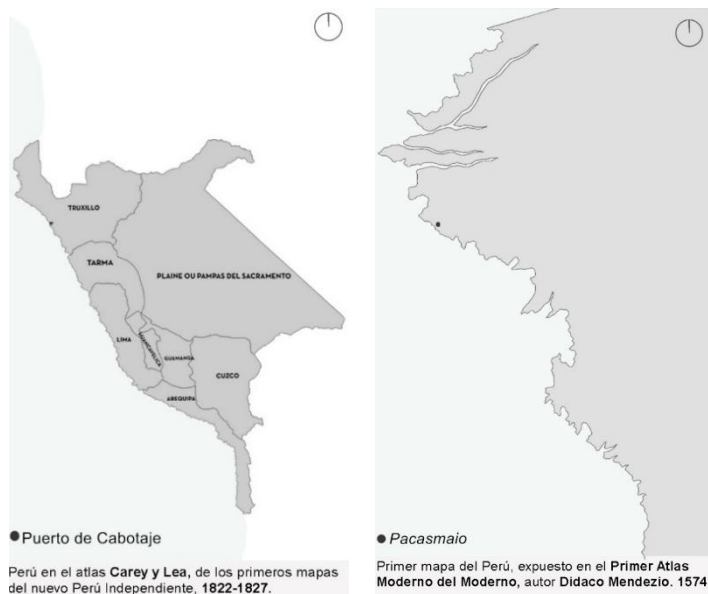 TRUXILLO
TARMA
PLAINE OU PAMPAS DEL SACRAMENTO
LIMA
HUANCAVELICA
GUAMANGA
CUZCO
AREQUIPA
●Puerto de Cabotaje
Perú en el atlas Carey y Lea, de los primeros mapas
del nuevo Perú Independiente, 1822-1827.
● Pacasmaio
Primer mapa del Perú, expuesto en el Primer Atlas
Moderno del Moderno, autor Didaco Mendezio. 1574